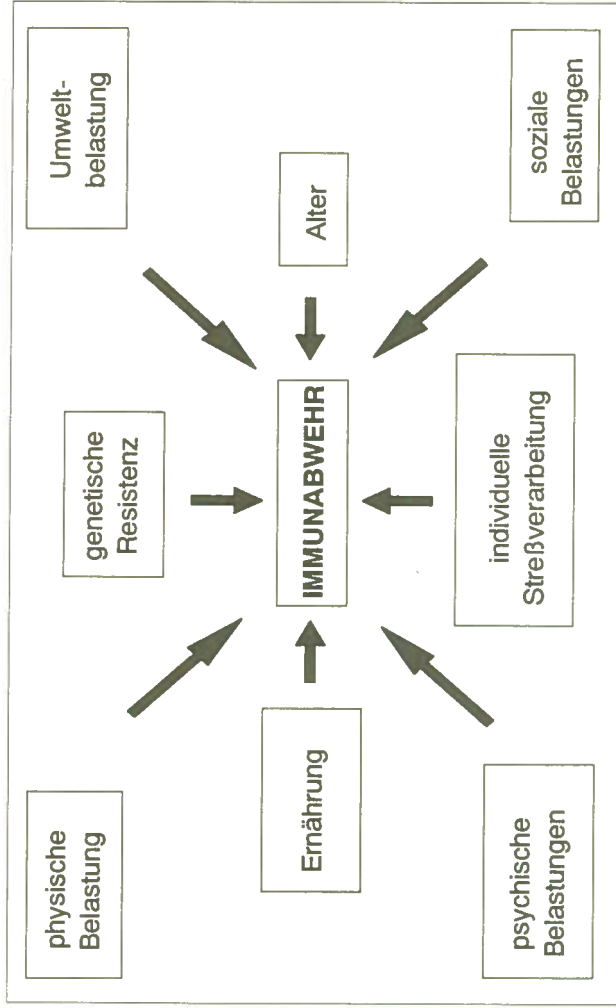 physische
Belastung
genetische
Resistenz
Umwelt-
belastung
Ernährung
IMMUNABWEHR
Alter
psychische
Belastungen
individuelle
Streßverarbeitung
soziale
Belastungen